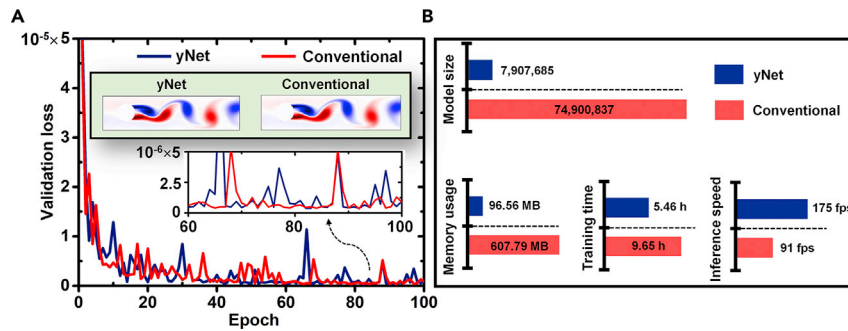 A
10⁻⁵×5
yNet
Conventional
yNet
Conventional
4
3
2
1
0
Validation loss
10⁻⁶×5
2.5
0
60
80
100
0
20
40
60
80
100
Epoch
B
Model size
7,907,685
74,900,837
yNet
Conventional
Memory usage
96.56 MB
607.79 MB
Training time
5.46 h
9.65 h
Inference speed
175 fps
91 fps